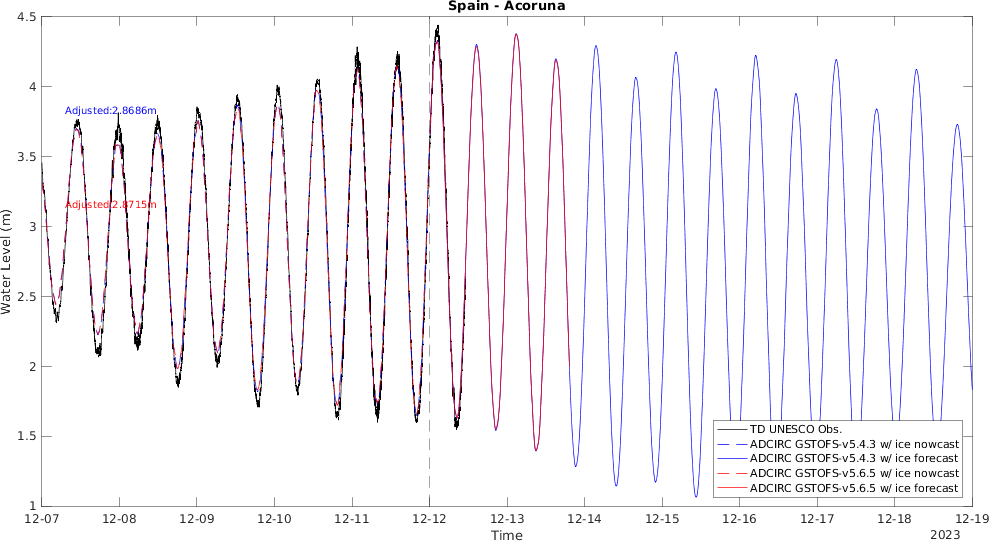 Spain - Acoruna
4.5
4
3.5
3
2.5
2
1.5
1
Water Level (m)
Adjusted:2.8686m
Adjusted:2.8715m
TD UNESCO Obs.
ADCIRC GSTOFS-v5.4.3 w/ ice nowcast
ADCIRC GSTOFS-v5.4.3 w/ ice forecast
ADCIRC GSTOFS-v5.6.5 w/ ice nowcast
ADCIRC GSTOFS-v5.6.5 w/ ice forecast
12-07 12-08 12-09 12-10 12-11 12-12 12-13 12-14 12-15 12-16 12-17 12-18 12-19
Time
2023